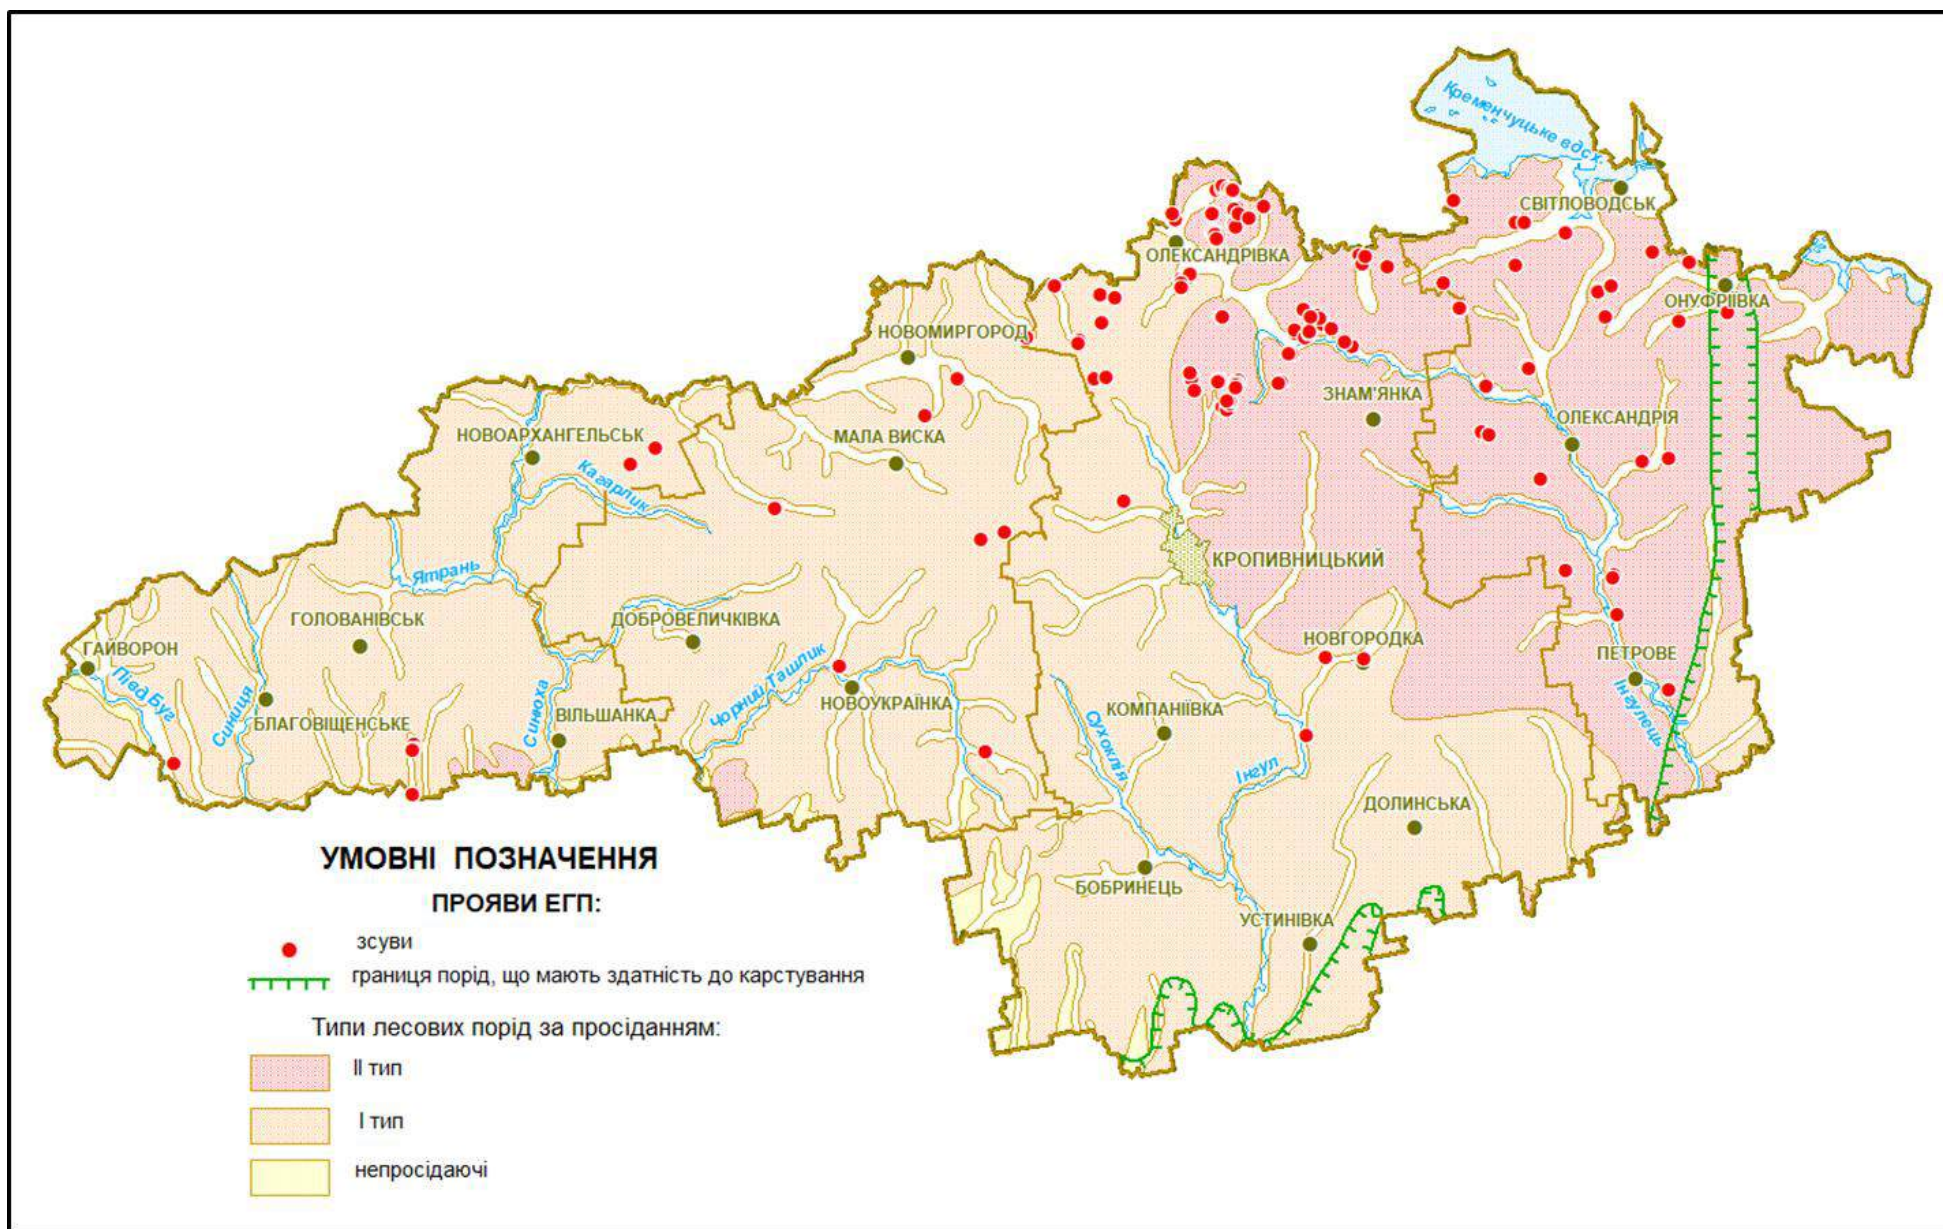 Кременчуцьке вдсх.
СВІТЛОВОДСЬК
ОЛЕКСАНДРІВКА
ОНУФРІЇВКА
НОВОМИРГОРОД
ЗНАМ'ЯНКА
ОЛЕКСАНДРІЯ
НОВОАРХАНГЕЛЬСЬК
МАЛА ВИСКА
Кагарлик
КРОПИВНИЦЬКИЙ
Ятрань
ГОЛОВАНІВСЬК
ДОБРОВЕЛИЧКІВКА
НОВГОРОДКА
ГАЙВОРОН
ПЕТРОВЕ
Півд.Буг
Синиця
БЛАГОВІЩЕНСЬКЕ
Синюха
ВІЛЬШАНКА
Чорний Ташлик
НОВОУКРАЇНКА
Сухоклія
КОМПАНІЇВКА
Інгулець
Інгул
ДОЛИНСЬКА
БОБРИНЕЦЬ
УСТИНІВКА
УМОВНІ ПОЗНАЧЕННЯ
ПРОЯВИ ЕГП:
зсуви
границя порід, що мають здатність до карстування
Типи лесових порід за просіданням:
ІІ тип
І тип
непросідаючі